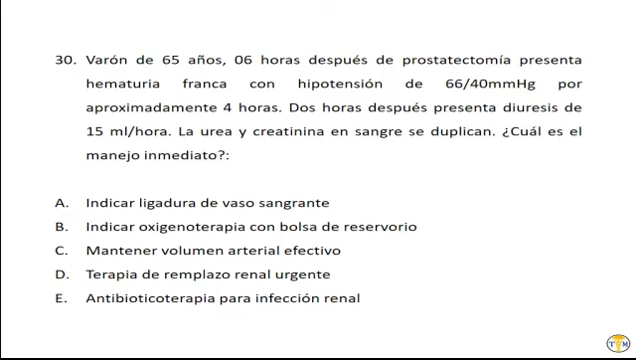 30. Varón de 65 años, 06 horas después de prostatectomía presenta
hematuria franca con hipotensión de 66/40mmHg por
aproximadamente 4 horas. Dos horas después presenta diuresis de
15 ml/hora. La urea y creatinina en sangre se duplican. ¿Cuál es el
manejo inmediato?:
A. Indicar ligadura de vaso sangrante
B. Indicar oxigenoterapia con bolsa de reservorio
C. Mantener volumen arterial efectivo
D. Terapia de remplazo renal urgente
E. Antibioticoterapia para infección renal
T M